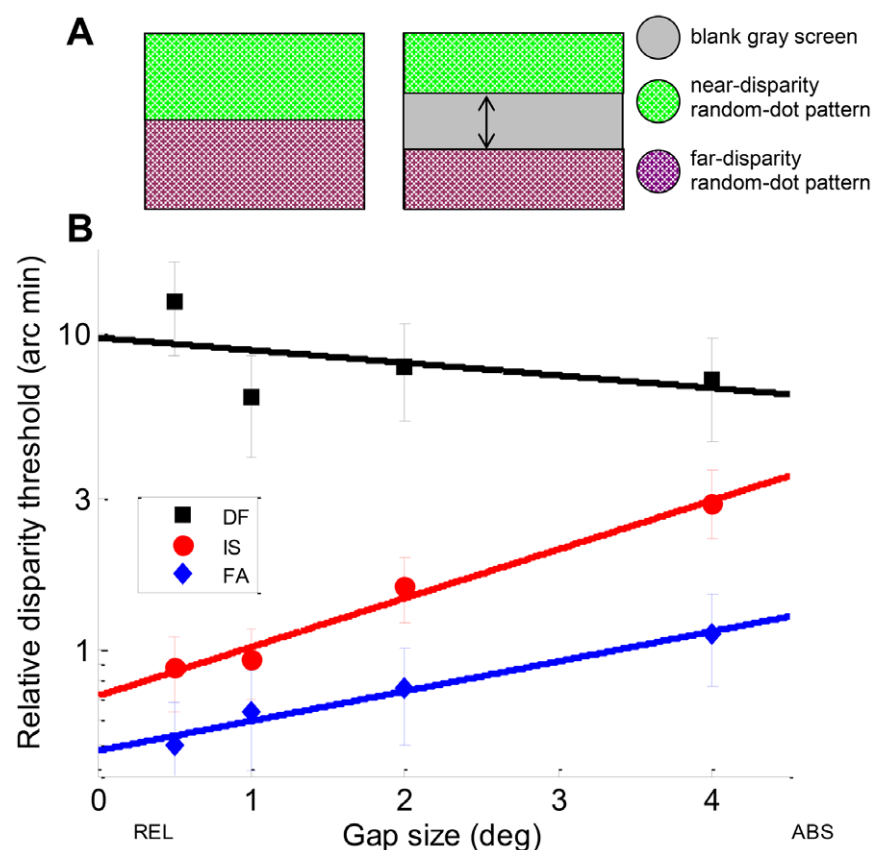 A
blank gray screen
near-disparity
random-dot pattern
far-disparity
random-dot pattern
B
Relative disparity threshold (arc min)
10
3
1
DF
IS
FA
0
1
2
3
4
REL
Gap size (deg)
ABS